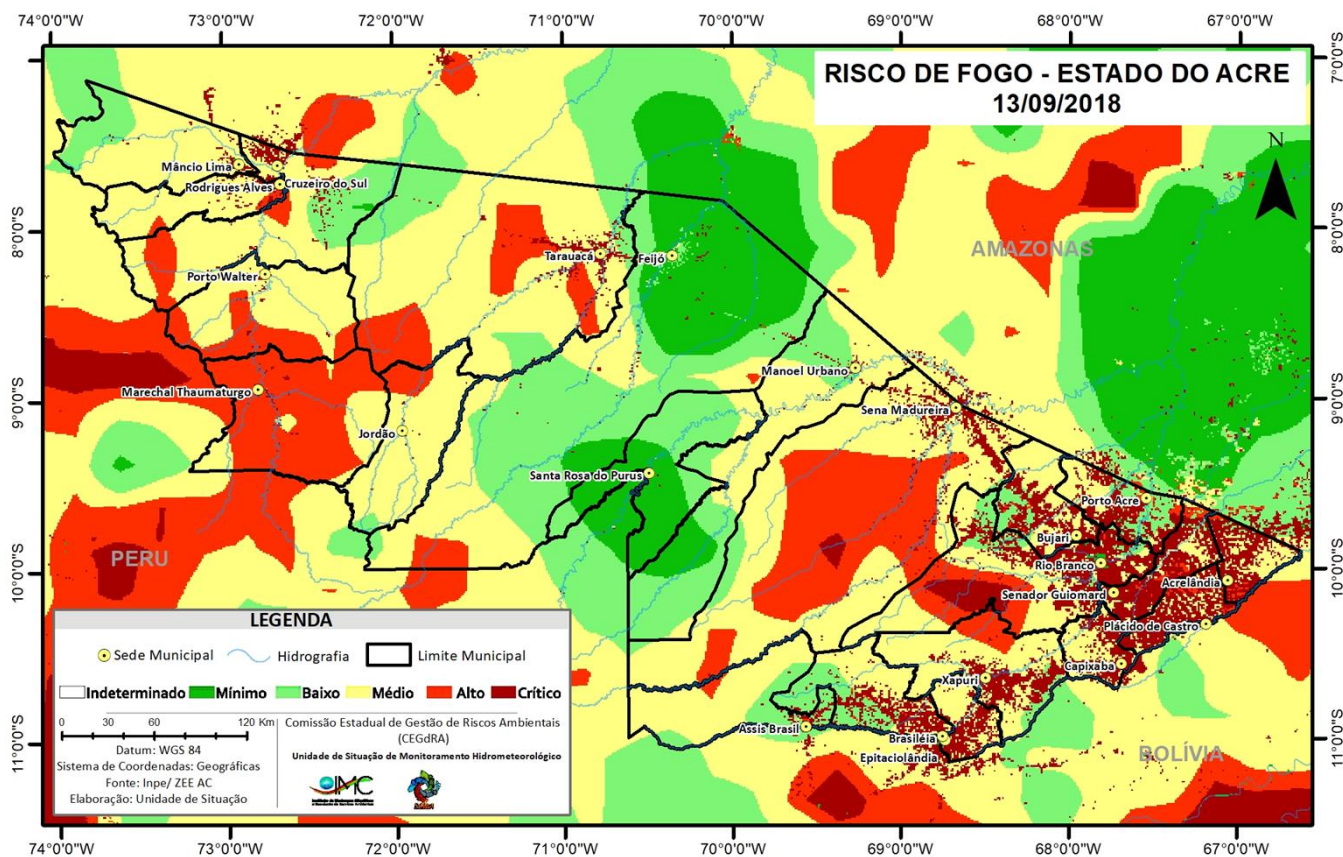 74°0'0"W 73°0'0"W 72°0'0"W 71°0'0"W 70°0'0"W 69°0'0"W 68°0'0"W 67°0'0"W
RISCO DE FOGO - ESTADO DO ACRE
13/09/2018
N
7°0'0"S
8°0'0"S
9°0'0"S
10°0'0"S
11°0'0"S
8°0'0"S
9°0'0"S
10°0'0"S
11°0'0"S
Mâncio Lima
Rodrigues Alves
Cruzeiro do Sul
Porto Walter
Tarauacá
Feijó
AMAZONAS
Marechal Thaumaturgo
Jordão
Manoel Urbano
Sena Madureira
Santa Rosa do Purus
Porto Acre
Bujari
Rio Branco
Acrelândia
Senador Guiomard
Plácido de Castro
Capixaba
Xapuri
Assis Brasil
Brasiléia
Epitaciolândia
PERU
BOLÍVIA
LEGENDA
Sede Municipal Hidrografia Limite Municipal
Indeterminado Mínimo Baixo Médio Alto Crítico
0 30 60 120 Km
Datum: WGS 84
Sistema de Coordenadas: Geográficas
Fonte: Inpe/ ZEE AC
Elaboração: Unidade de Situação
Comissão Estadual de Gestão de Riscos Ambientais
(CEGdRA)
Unidade de Situação de Monitoramento Hidrometeorológico
IMC
74°0'0"W 73°0'0"W 72°0'0"W 71°0'0"W 70°0'0"W 69°0'0"W 68°0'0"W 67°0'0"W